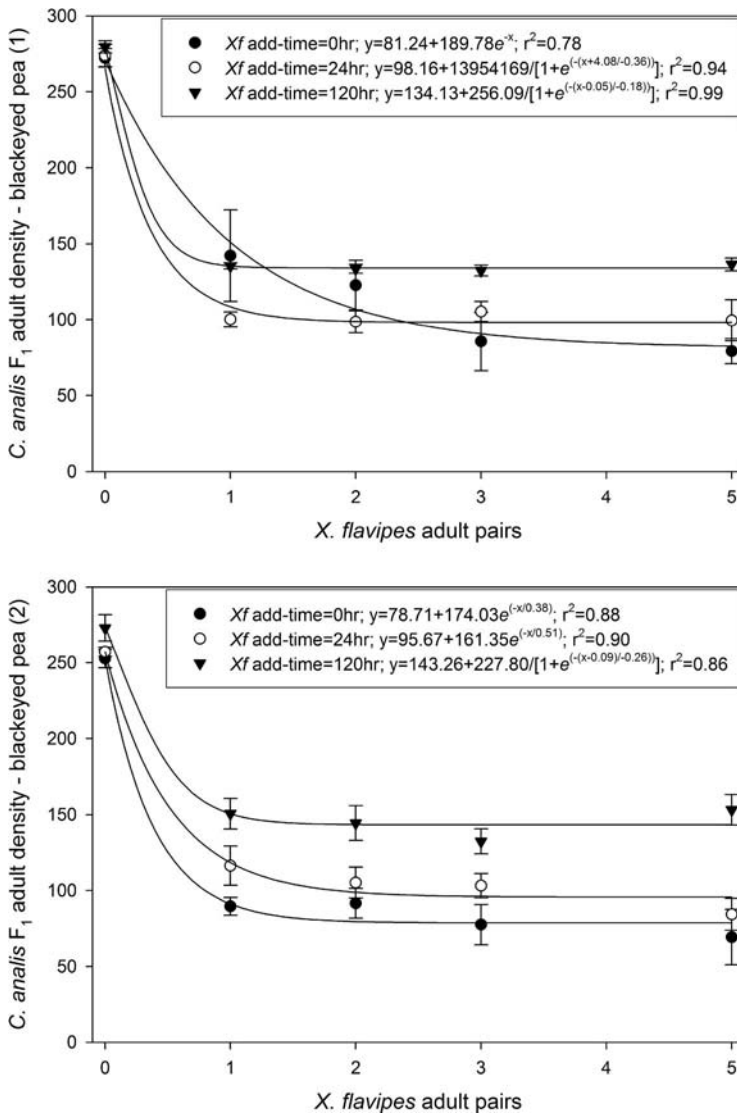 C. analis F₁ adult density - blackeyed pea (1)
300
250
200
150
100
50
0
Xf add-time=0hr; y=81.24+189.78e^-x; r²=0.78
Xf add-time=24hr; y=98.16+13954169/[1+e^(-(x+4.08/-0.36))]; r²=0.94
Xf add-time=120hr; y=134.13+256.09/[1+e^(-(x-0.05)/-0.18))]; r²=0.99
0 1 2 3 4 5
X. flavipes adult pairs
C. analis F₁ adult density - blackeyed pea (2)
300
250
200
150
100
50
0
Xf add-time=0hr; y=78.71+174.03e^(-x/0.38); r²=0.88
Xf add-time=24hr; y=95.67+161.35e^(-x/0.51); r²=0.90
Xf add-time=120hr; y=143.26+227.80/[1+e^(-(x-0.09)/-0.26))]; r²=0.86
0 1 2 3 4 5
X. flavipes adult pairs